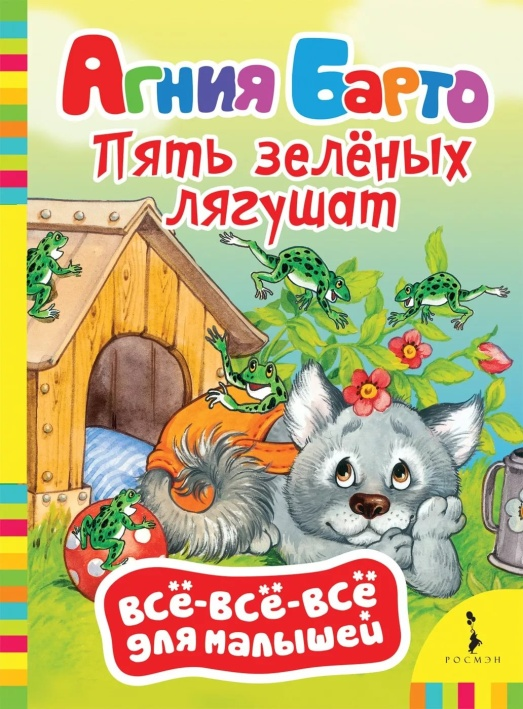 Агния Барто
Пять зелёных
лягушат
всё-всё-всё
для малышей
РОСМЭН